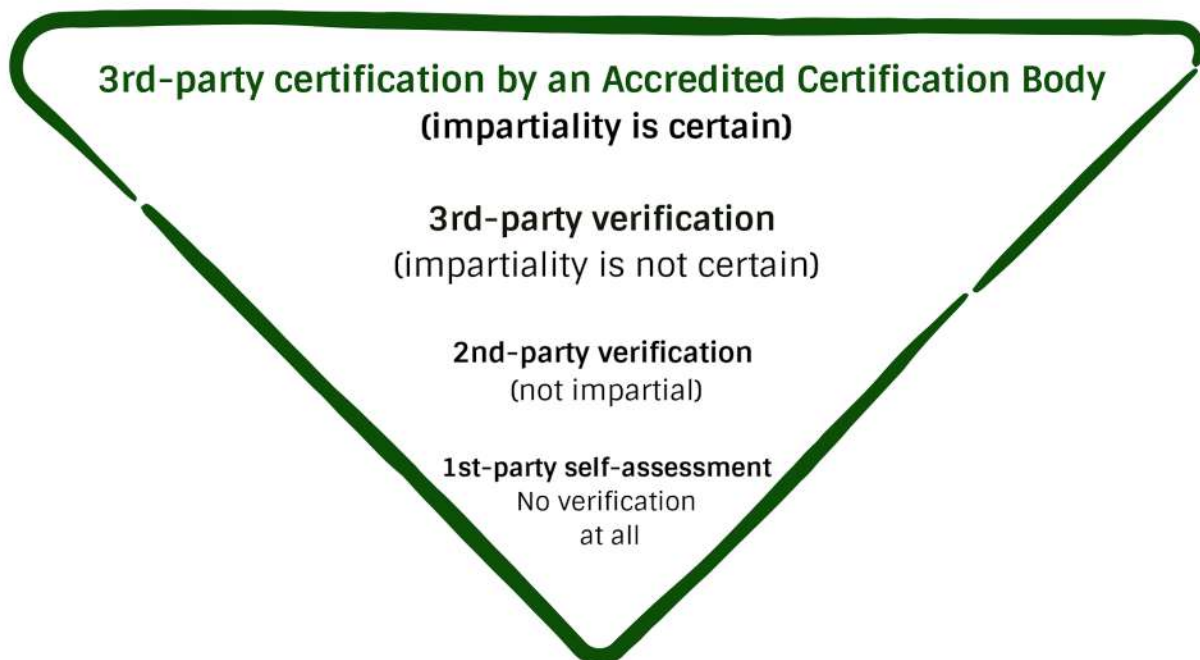 3rd-party certification by an Accredited Certification Body
(impartiality is certain)
3rd-party verification
(impartiality is not certain)
2nd-party verification
(not impartial)
1st-party self-assessment
No verification
at all